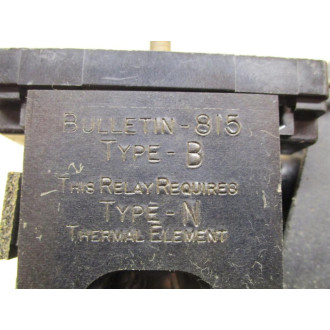 BULLETIN-815
TYPE-B
THIS RELAY REQUIRES
TYPE-N
THERMAL ELEMENT